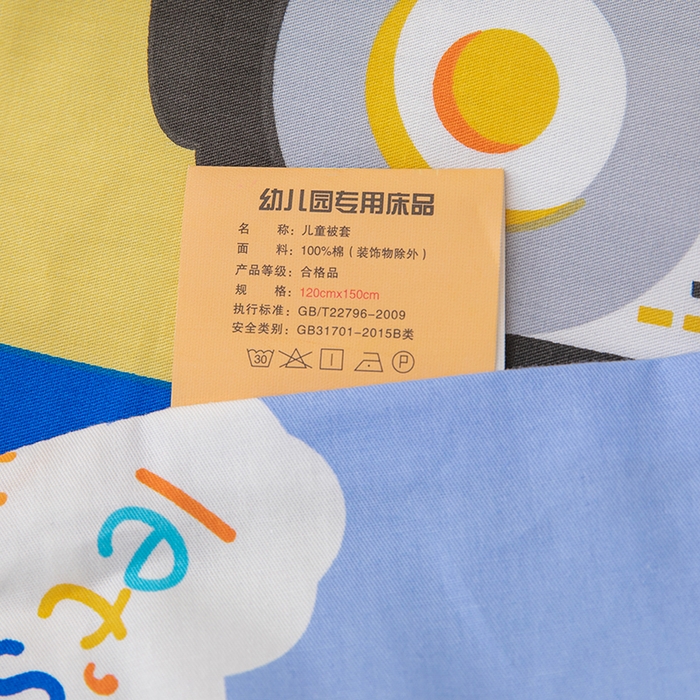 幼儿园专用床品
名 称：儿童被套
面 料：100%棉（装饰物除外）
产品等级：合格品
规 格：120cmx150cm
执行标准：GB/T22796-2009
安全类别：GB31701-2015B类
30 P
let's